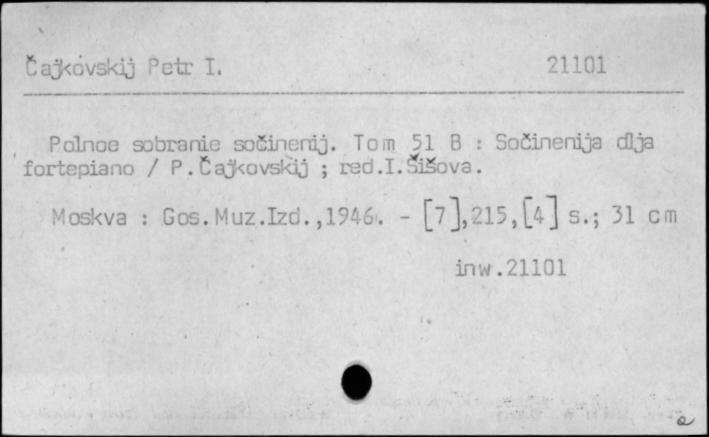 Čajkovskij Petr I. 21101
Polnoe sobranie sočinenij. Tom 51 B : Sočinenija dlja
fortepiano / P.Čajkovskij ; red.I.Šišova.
Moskva : Gos.Muz.Izd.,1946. - [7],215,[4] s.; 31 cm
inw.21101
a